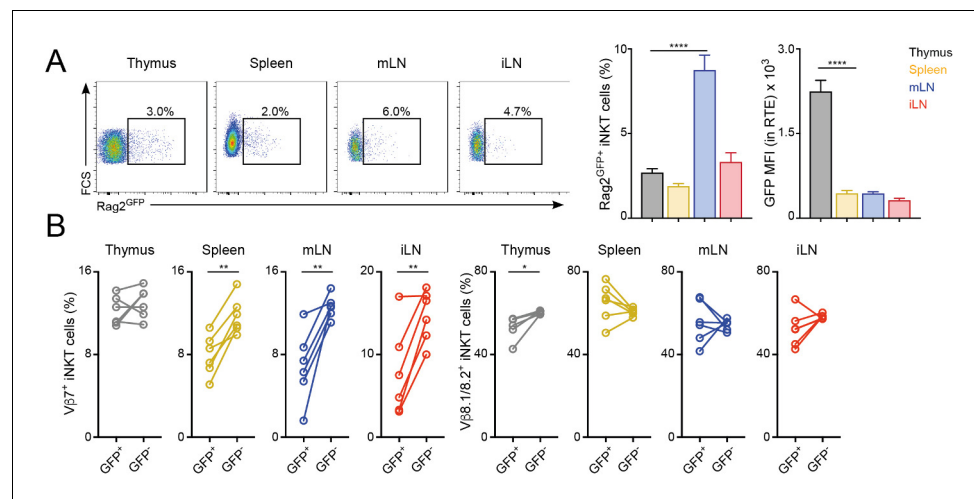 A
Thymus
Spleen
mLN
iLN
3.0%
2.0%
6.0%
4.7%
FCS
Rag2GFP
Rag2GFP+ iNKT cells (%)
10
5
0
****
GFP MFI (in RTE) x 10³
3.0
1.5
0
****
Thymus
Spleen
mLN
iLN
B
Thymus
Spleen
mLN
iLN
Thymus
Spleen
mLN
iLN
Vβ7⁺ iNKT cells (%)
16
8
0
GFP⁺ GFP⁻
16
8
0
**
GFP⁺ GFP⁻
16
8
0
**
GFP⁺ GFP⁻
20
10
0
**
GFP⁺ GFP⁻
Vβ8.1/8.2⁺ iNKT cells (%)
80
40
0
*
GFP⁺ GFP⁻
80
40
0
GFP⁺ GFP⁻
80
40
0
GFP⁺ GFP⁻
80
40
0
GFP⁺ GFP⁻